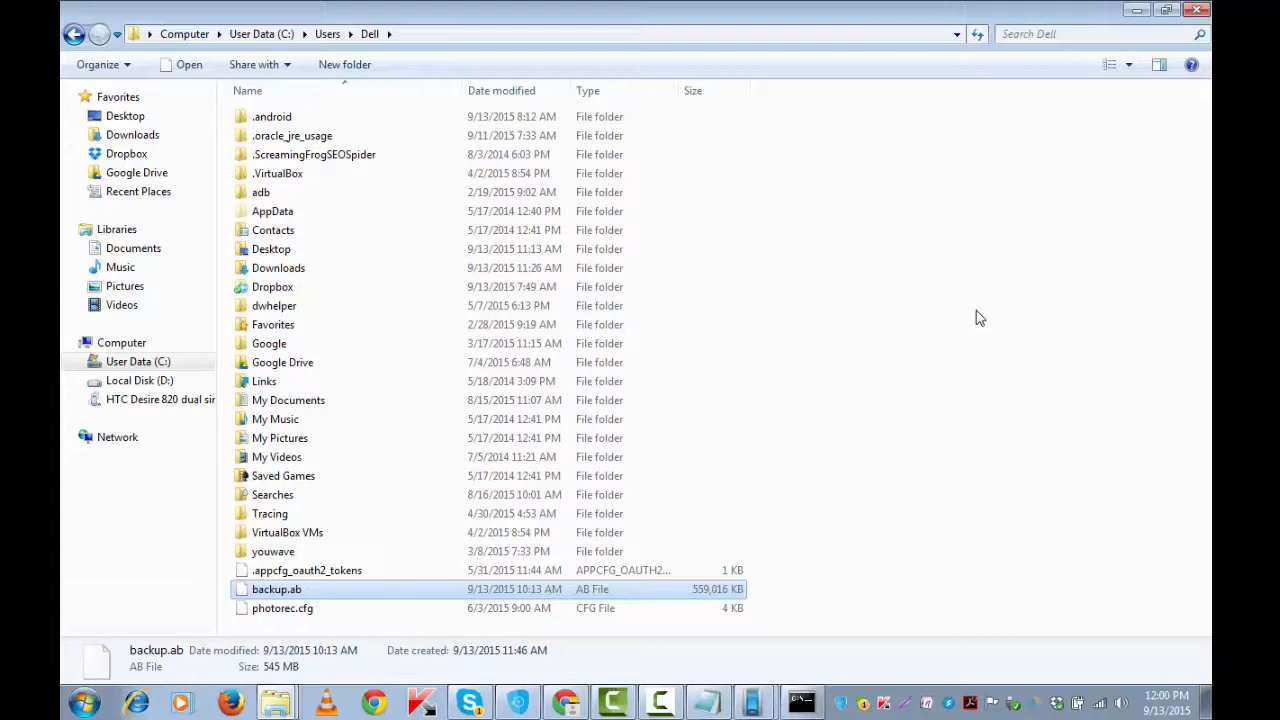 Computer User Data (C:) Users Dell Search Dell
Organize Open Share with New folder
Name Date modified Type Size
Favorites
Desktop
Downloads
Dropbox
Google Drive
Recent Places
Libraries
Documents
Music
Pictures
Videos
Computer
User Data (C:)
Local Disk (D:)
HTC Desire 820 dual sir
Network
.android 9/13/2015 8:12 AM File folder
.oracle_jre_usage 9/11/2015 7:33 AM File folder
.ScreamingFrogSEOSpider 8/3/2014 6:03 PM File folder
.VirtualBox 4/2/2015 8:54 PM File folder
adb 2/19/2015 9:02 AM File folder
AppData 5/17/2014 12:40 PM File folder
Contacts 5/17/2014 12:41 PM File folder
Desktop 9/13/2015 11:13 AM File folder
Downloads 9/13/2015 11:26 AM File folder
Dropbox 9/13/2015 7:49 AM File folder
dwhelper 5/7/2015 6:13 PM File folder
Favorites 2/28/2015 9:19 AM File folder
Google 3/17/2015 11:15 AM File folder
Google Drive 7/4/2015 6:48 AM File folder
Links 5/18/2014 3:09 PM File folder
My Documents 8/15/2015 11:07 AM File folder
My Music 5/17/2014 12:41 PM File folder
My Pictures 5/17/2014 12:41 PM File folder
My Videos 7/5/2014 11:21 AM File folder
Saved Games 5/17/2014 12:41 PM File folder
Searches 8/16/2015 10:01 AM File folder
Tracing 4/30/2015 4:53 AM File folder
VirtualBox VMs 4/2/2015 8:54 PM File folder
youwave 3/8/2015 7:33 PM File folder
.appcfg_oauth2_tokens 5/31/2015 11:44 AM APPCFG_OAUTH2... 1 KB
backup.ab 9/13/2015 10:13 AM AB File 559,016 KB
photorec.cfg 6/3/2015 9:00 AM CFG File 4 KB
backup.ab Date modified: 9/13/2015 10:13 AM Date created: 9/13/2015 11:46 AM
AB File Size: 545 MB
12:00 PM
9/13/2015